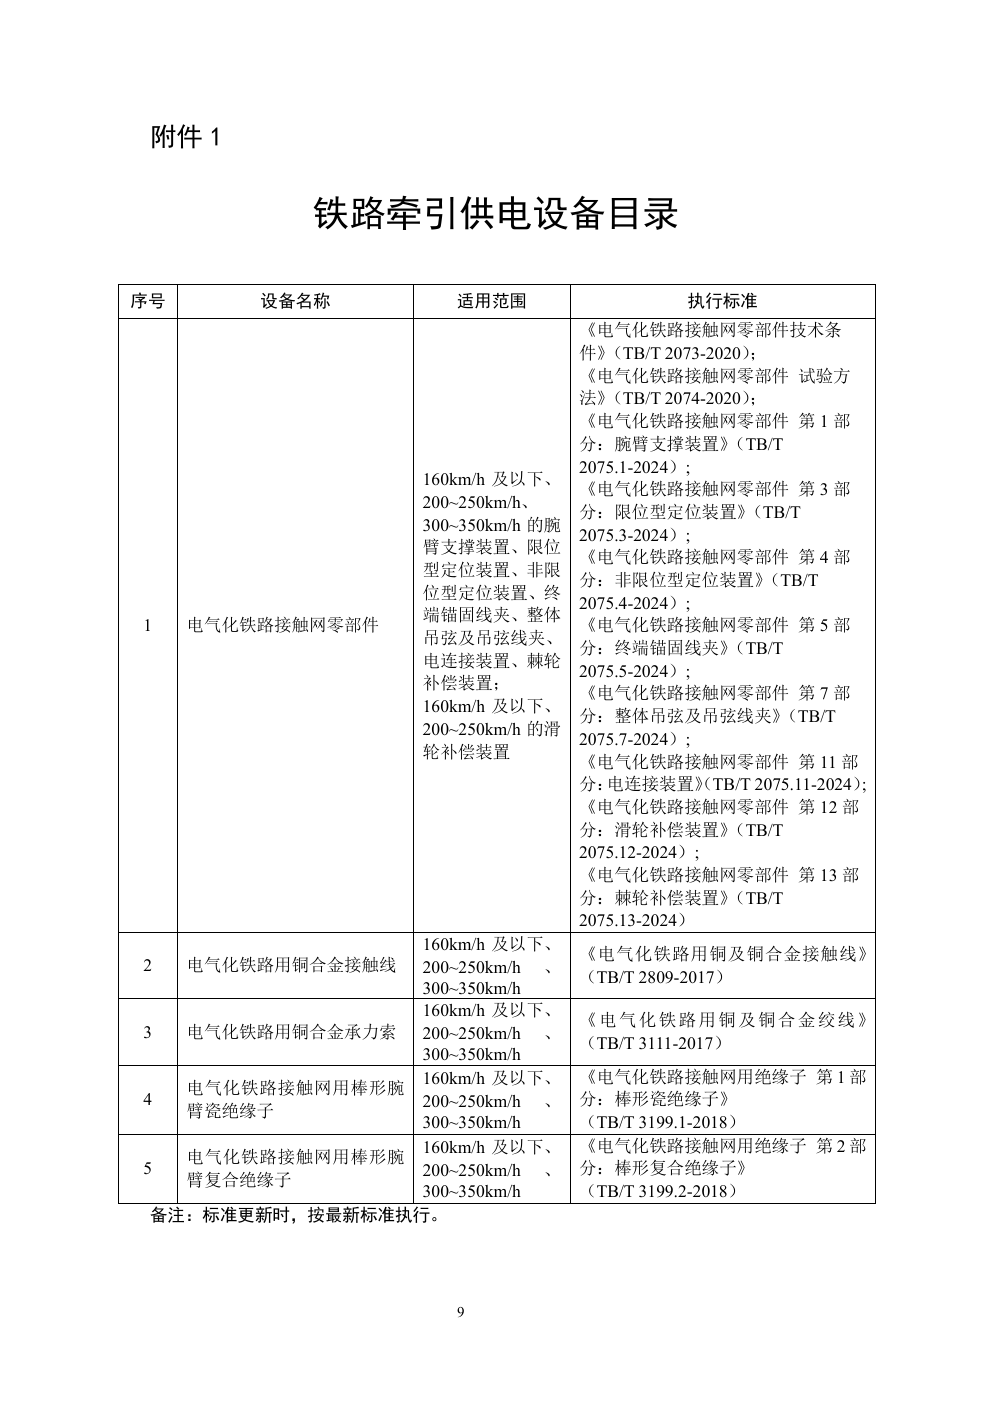 附件 1
铁路牵引供电设备目录
序号 设备名称 适用范围 执行标准
1
电气化铁路接触网零部件
160km/h 及以下、
200~250km/h、
300~350km/h 的腕
臂支撑装置、限位
型定位装置、非限
位型定位装置、终
端锚固线夹、整体
吊弦及吊弦线夹、
电连接装置、棘轮
补偿装置；
160km/h 及以下、
200~250km/h 的滑
轮补偿装置
《电气化铁路接触网零部件技术条
件》（TB/T 2073-2020）；
《电气化铁路接触网零部件 试验方
法》（TB/T 2074-2020）；
《电气化铁路接触网零部件 第 1 部
分：腕臂支撑装置》（TB/T
2075.1-2024）；
《电气化铁路接触网零部件 第 3 部
分：限位型定位装置》（TB/T
2075.3-2024）；
《电气化铁路接触网零部件 第 4 部
分：非限位型定位装置》（TB/T
2075.4-2024）；
《电气化铁路接触网零部件 第 5 部
分：终端锚固线夹》（TB/T
2075.5-2024）；
《电气化铁路接触网零部件 第 7 部
分：整体吊弦及吊弦线夹》（TB/T
2075.7-2024）；
《电气化铁路接触网零部件 第 11 部
分：电连接装置》（TB/T 2075.11-2024）；
《电气化铁路接触网零部件 第 12 部
分：滑轮补偿装置》（TB/T
2075.12-2024）；
《电气化铁路接触网零部件 第 13 部
分：棘轮补偿装置》（TB/T
2075.13-2024）
2
电气化铁路用铜合金接触线
160km/h 及以下、
200~250km/h 、
300~350km/h
《电气化铁路用铜及铜合金接触线》
（TB/T 2809-2017）
3
电气化铁路用铜合金承力索
160km/h 及以下、
200~250km/h 、
300~350km/h
《电气化铁路用铜及铜合金绞线》
（TB/T 3111-2017）
4
电气化铁路接触网用棒形腕
臂瓷绝缘子
160km/h 及以下、
200~250km/h 、
300~350km/h
《电气化铁路接触网用绝缘子 第 1 部
分：棒形瓷绝缘子》
（TB/T 3199.1-2018）
5
电气化铁路接触网用棒形腕
臂复合绝缘子
160km/h 及以下、
200~250km/h 、
300~350km/h
《电气化铁路接触网用绝缘子 第 2 部
分：棒形复合绝缘子》
（TB/T 3199.2-2018）
备注：标准更新时，按最新标准执行。
9